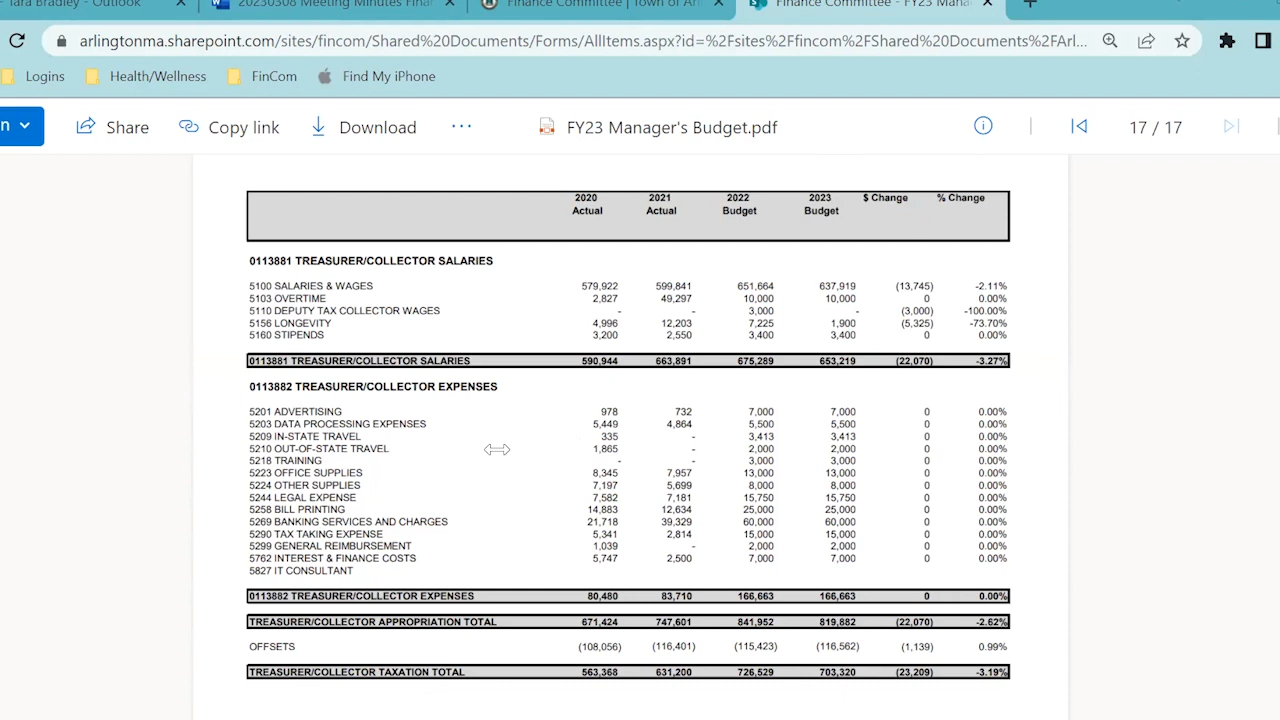 Tara Bradley - Outlook × 20230308 Meeting Minutes Finan × Finance Committee | Town of Arl × Finance Committee - FY23 Mana ×
arlingtonma.sharepoint.com/sites/fincom/Shared%20Documents/Forms/AllItems.aspx?id=%2Fsites%2Ffincom%2FShared%20Documents%2FArl...
Logins Health/Wellness FinCom Find My iPhone
n Share Copy link Download ... FY23 Manager's Budget.pdf 17 / 17
2020 2021 2022 2023 $ Change % Change
Actual Actual Budget Budget
0113881 TREASURER/COLLECTOR SALARIES
5100 SALARIES & WAGES 579,922 599,841 651,664 637,919 (13,745) -2.11%
5103 OVERTIME 2,827 49,297 10,000 10,000 0 0.00%
5110 DEPUTY TAX COLLECTOR WAGES - - 3,000 - (3,000) -100.00%
5156 LONGEVITY 4,996 12,203 7,225 1,900 (5,325) -73.70%
5160 STIPENDS 3,200 2,550 3,400 3,400 0 0.00%
0113881 TREASURER/COLLECTOR SALARIES 590,944 663,891 675,289 653,219 (22,070) -3.27%
0113882 TREASURER/COLLECTOR EXPENSES
5201 ADVERTISING 978 732 7,000 7,000 0 0.00%
5203 DATA PROCESSING EXPENSES 5,449 4,864 5,500 5,500 0 0.00%
5209 IN-STATE TRAVEL 335 - 3,413 3,413 0 0.00%
5210 OUT-OF-STATE TRAVEL 1,865 - 2,000 2,000 0 0.00%
5218 TRAINING - - 3,000 3,000 0 0.00%
5223 OFFICE SUPPLIES 8,345 7,957 13,000 13,000 0 0.00%
5224 OTHER SUPPLIES 7,197 5,699 8,000 8,000 0 0.00%
5244 LEGAL EXPENSE 7,582 7,181 15,750 15,750 0 0.00%
5258 BILL PRINTING 14,883 12,634 25,000 25,000 0 0.00%
5269 BANKING SERVICES AND CHARGES 21,718 39,329 60,000 60,000 0 0.00%
5290 TAX TAKING EXPENSE 5,341 2,814 15,000 15,000 0 0.00%
5299 GENERAL REIMBURSEMENT 1,039 - 2,000 2,000 0 0.00%
5762 INTEREST & FINANCE COSTS 5,747 2,500 7,000 7,000 0 0.00%
5827 IT CONSULTANT
0113882 TREASURER/COLLECTOR EXPENSES 80,480 83,710 166,663 166,663 0 0.00%
TREASURER/COLLECTOR APPROPRIATION TOTAL 671,424 747,601 841,952 819,882 (22,070) -2.62%
OFFSETS (108,056) (116,401) (115,423) (116,562) (1,139) 0.99%
TREASURER/COLLECTOR TAXATION TOTAL 563,368 631,200 726,529 703,320 (23,209) -3.19%